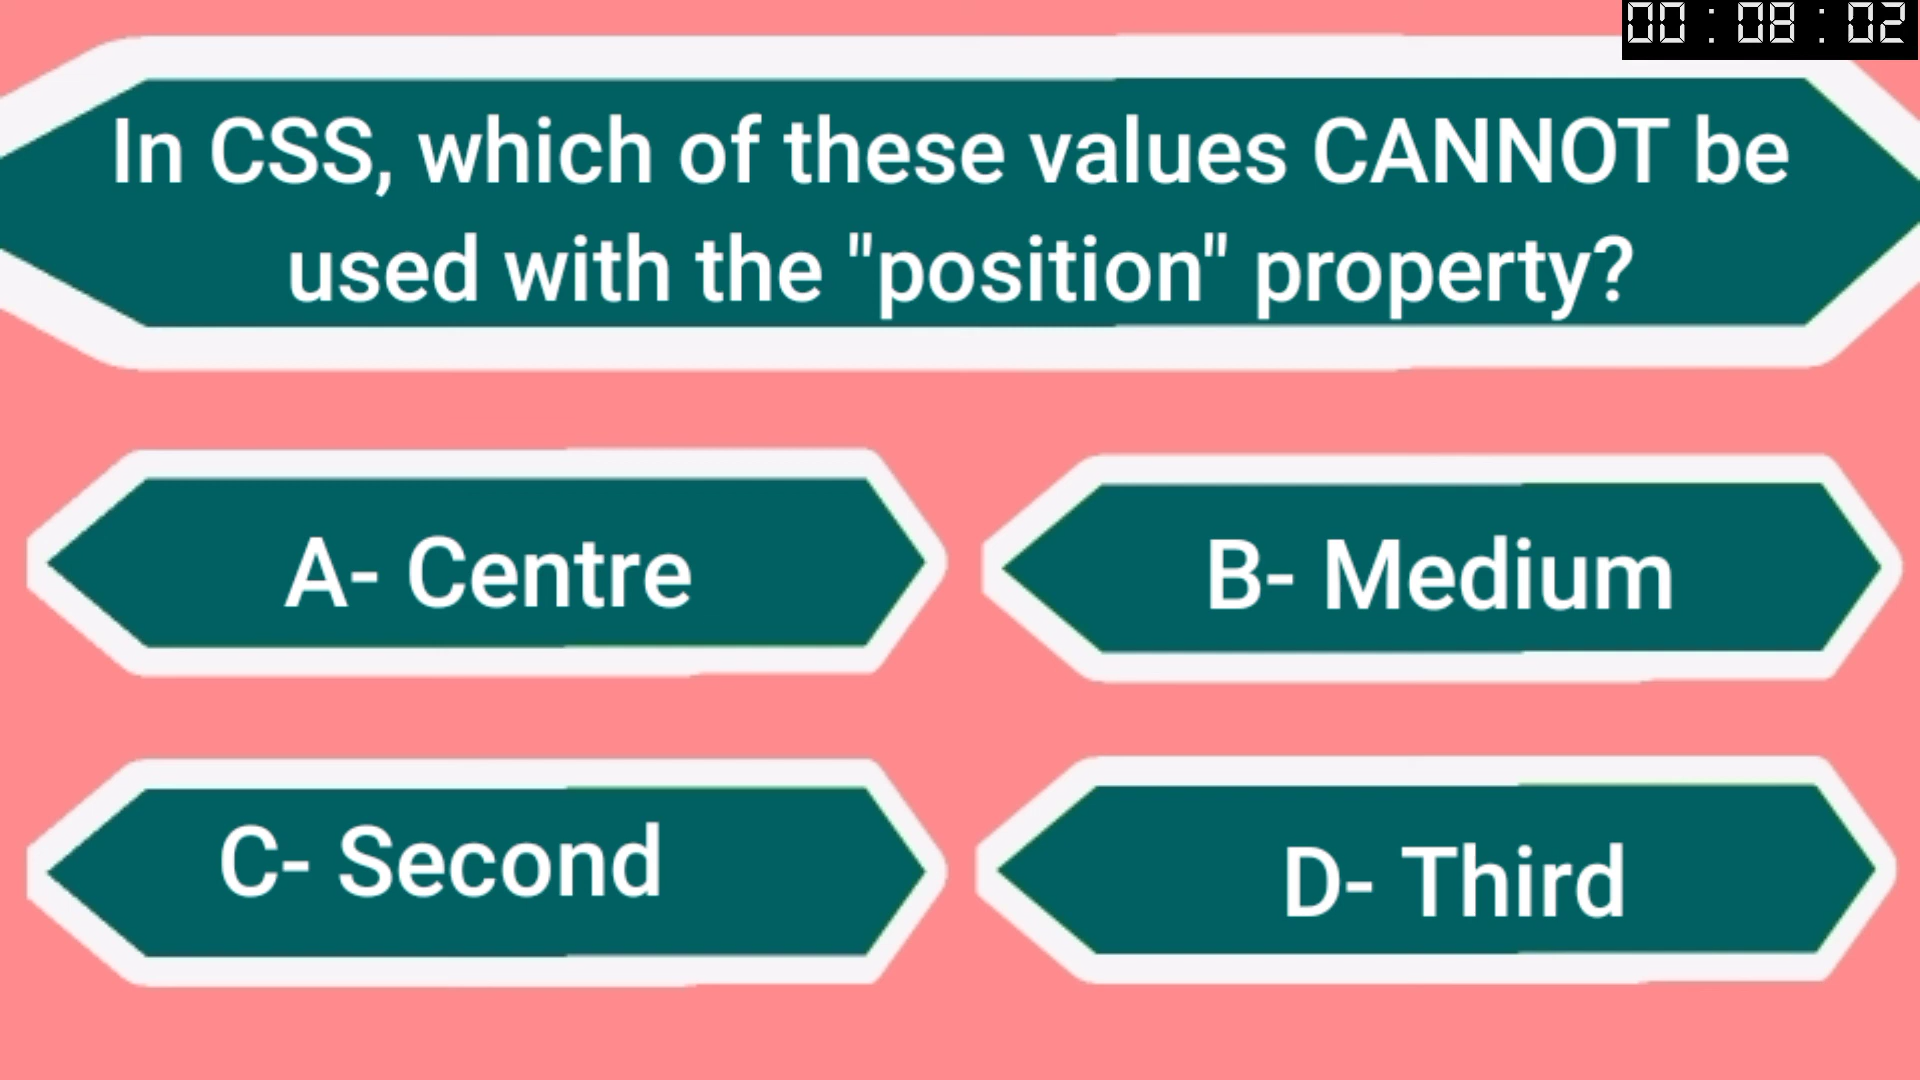 00:08:02
In CSS, which of these values CANNOT be
used with the "position" property?
A- Centre
B- Medium
C- Second
D- Third